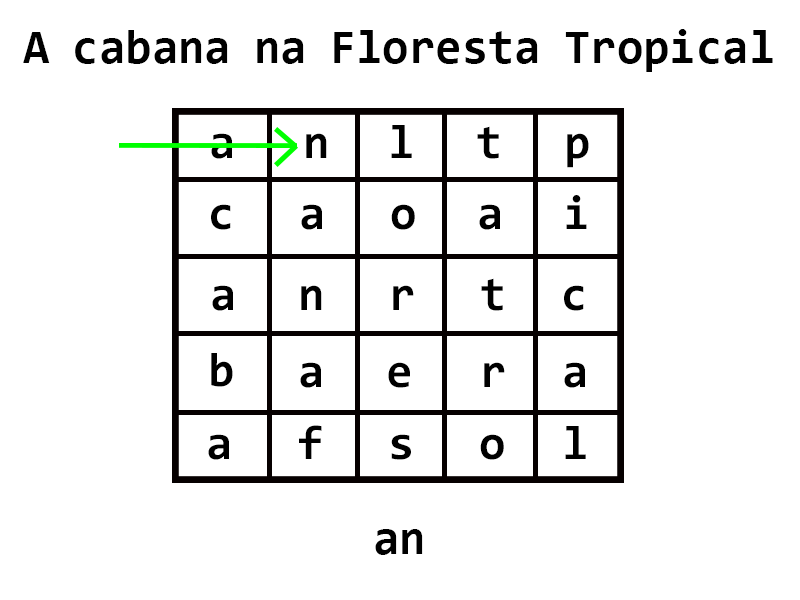 A cabana na Floresta Tropical
a n l t p
c a o a i
a n r t c
b a e r a
a f s o l
an